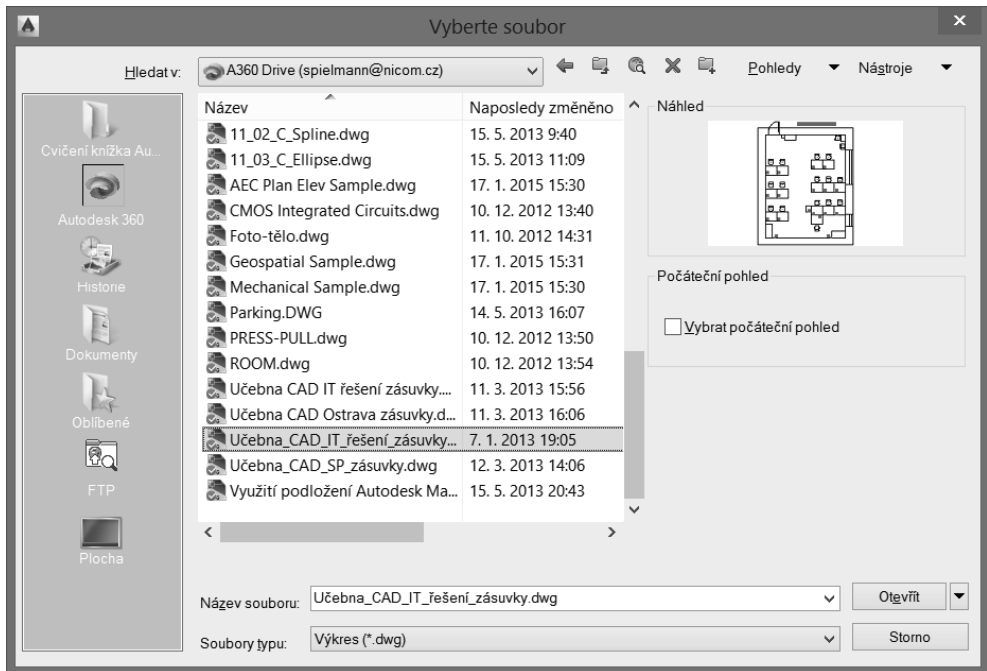 Vyberte soubor
Hledat v: A360 Drive (spielmann@nicom.cz) Pohledy Nástroje
Cvičení knížka Au...
Autodesk 360
Historie
Dokumenty
Oblíbené
FTP
Plocha
Název Naposledy změněno
11_02_C_Spline.dwg 15. 5. 2013 9:40
11_03_C_Ellipse.dwg 15. 5. 2013 11:09
AEC Plan Elev Sample.dwg 17. 1. 2015 15:30
CMOS Integrated Circuits.dwg 10. 12. 2012 13:40
Foto-tělo.dwg 11. 10. 2012 14:31
Geospatial Sample.dwg 17. 1. 2015 15:31
Mechanical Sample.dwg 17. 1. 2015 15:30
Parking.DWG 14. 5. 2013 16:07
PRESS-PULL.dwg 10. 12. 2012 13:50
ROOM.dwg 10. 12. 2012 13:54
Učebna CAD IT řešení zásuvky.... 11. 3. 2013 15:56
Učebna CAD Ostrava zásuvky.d... 11. 3. 2013 16:06
Učebna_CAD_IT_řešení_zásuvky... 7. 1. 2013 19:05
Učebna_CAD_SP_zásuvky.dwg 12. 3. 2013 14:06
Využití podložení Autodesk Ma... 15. 5. 2013 20:43
Náhled
Počáteční pohled
Vybrat počáteční pohled
Název souboru: Učebna_CAD_IT_řešení_zásuvky.dwg Otevřít
Soubory typu: Výkres (*.dwg) Storno